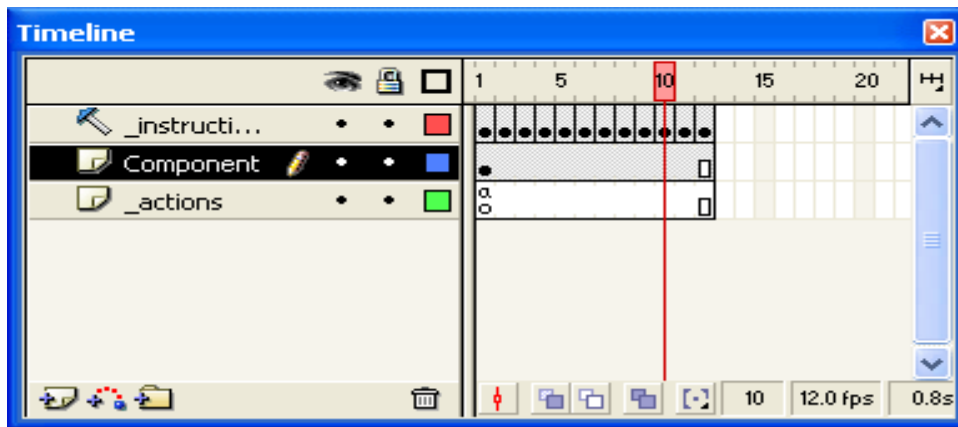 Timeline
1 5 10 15 20
_instructi...
Component
_actions
a
10 12.0 fps 0.8s